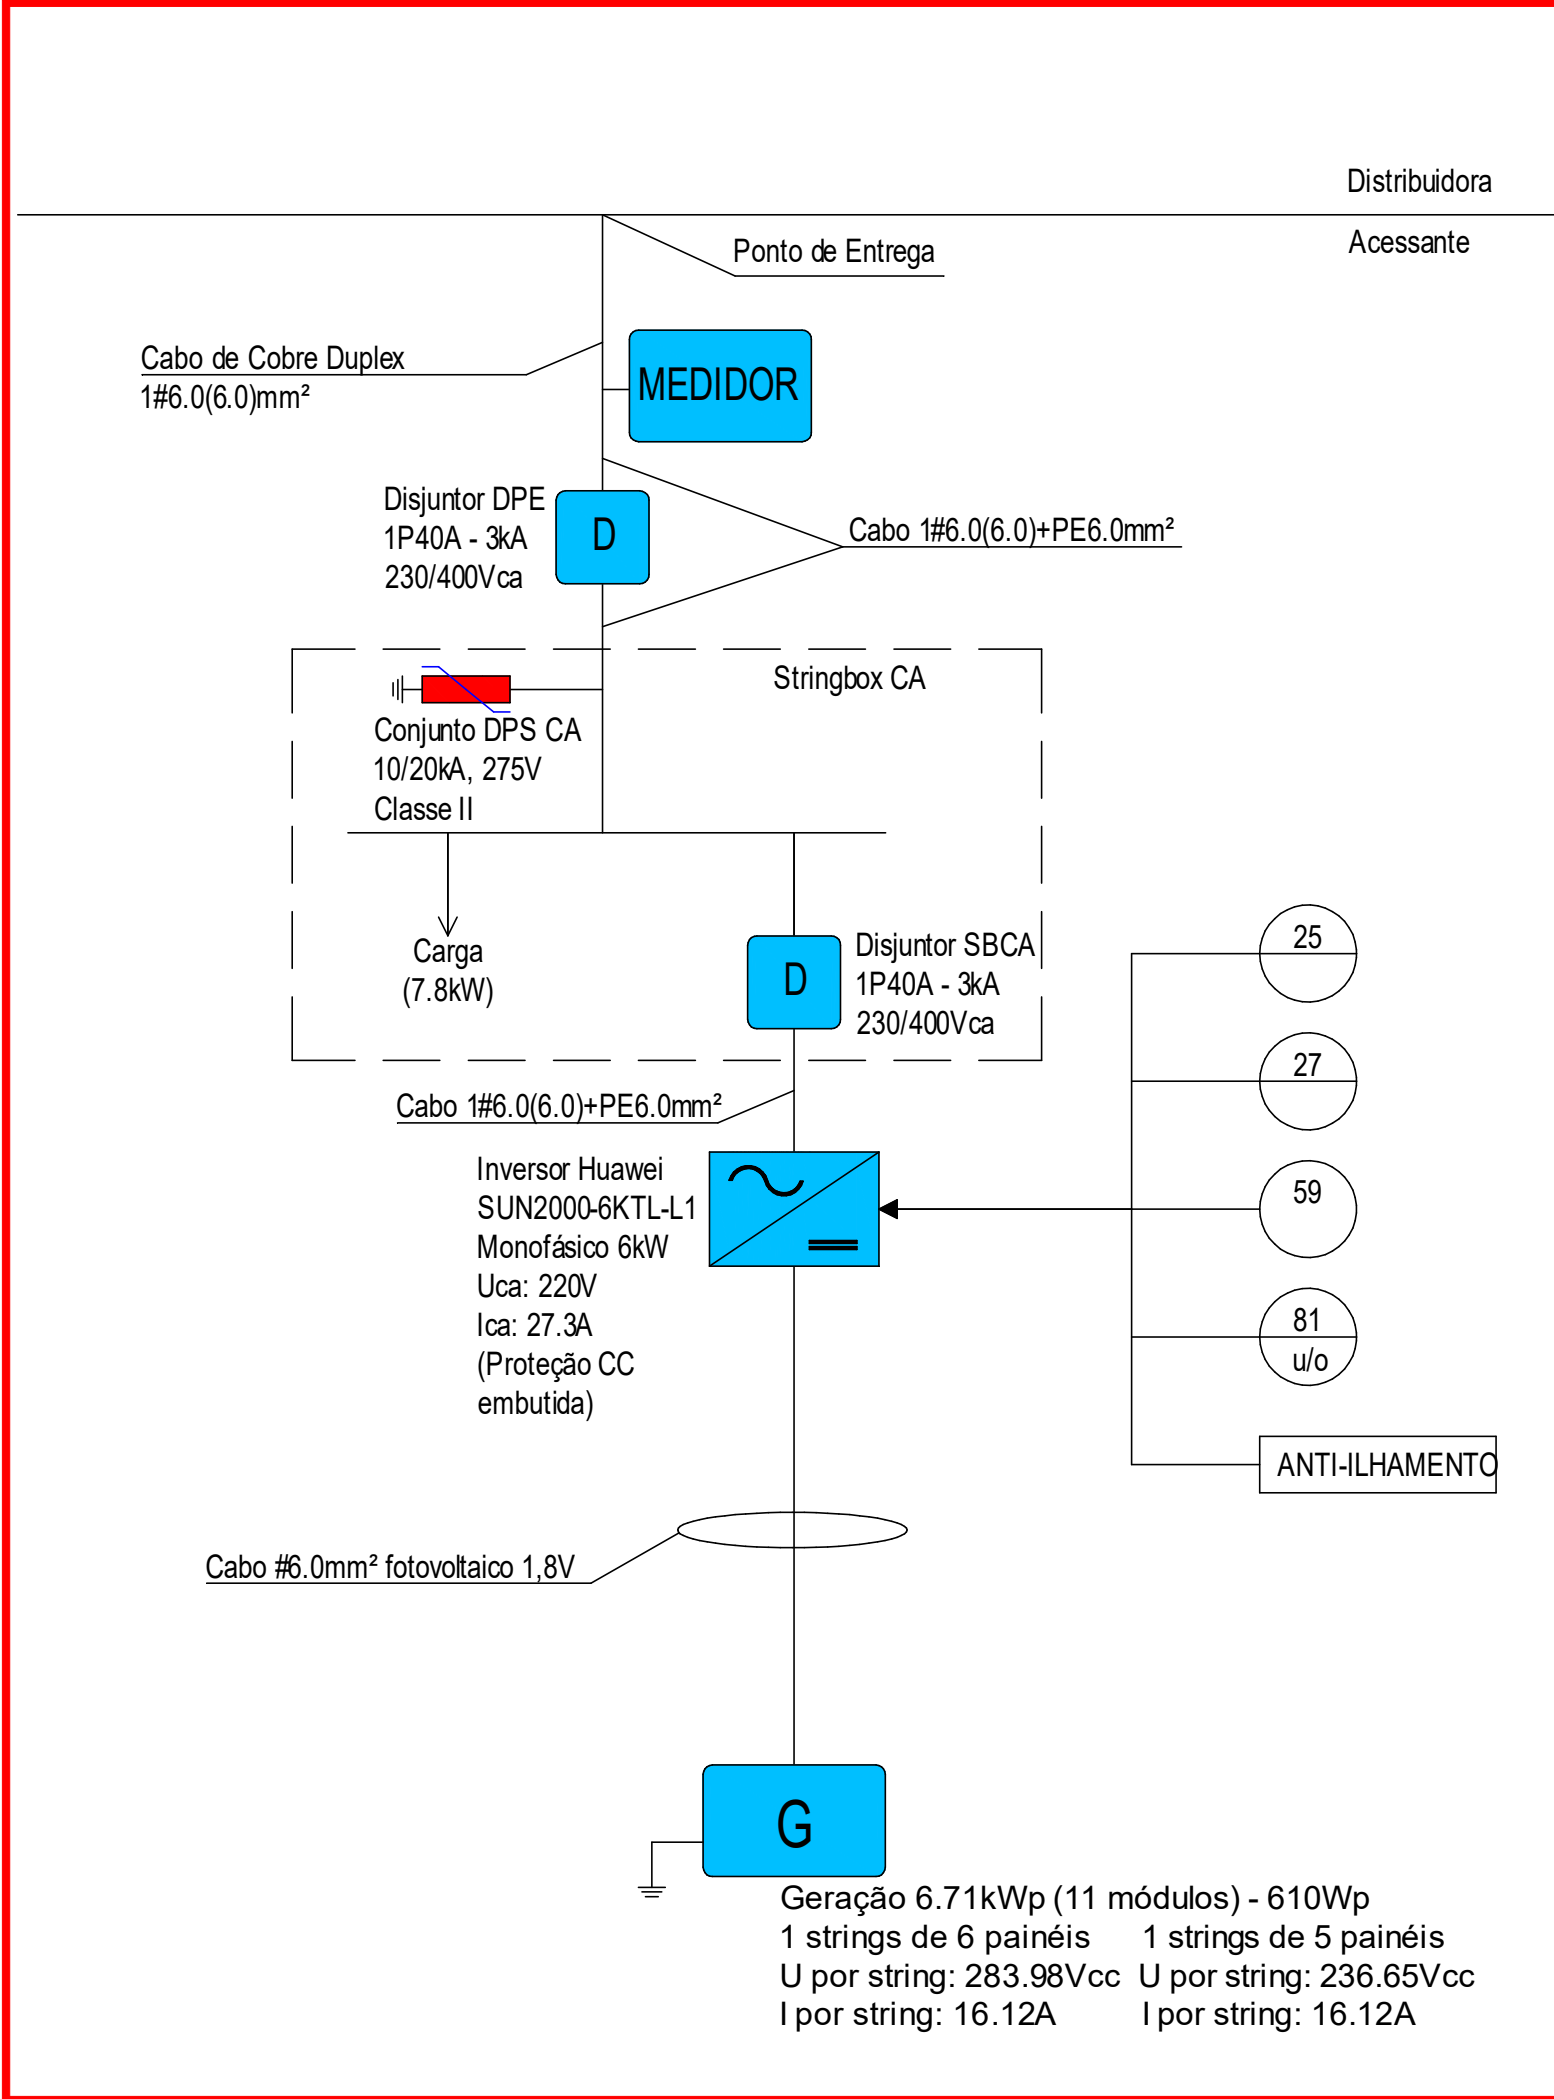 Distribuidora
Acessante
Ponto de Entrega
Cabo de Cobre Duplex
1#6.0(6.0)mm²
MEDIDOR
Disjuntor DPE
1P40A - 3kA
230/400Vca
D
Cabo 1#6.0(6.0)+PE6.0mm²
Stringbox CA
Conjunto DPS CA
10/20kA, 275V
Classe II
Carga
(7.8kW)
D
Disjuntor SBCA
1P40A - 3kA
230/400Vca
25
27
59
81
u/o
ANTI-ILHAMENTO
Cabo 1#6.0(6.0)+PE6.0mm²
Inversor Huawei
SUN2000-6KTL-L1
Monofásico 6kW
Uca: 220V
Ica: 27.3A
(Proteção CC
embutida)
Cabo #6.0mm² fotovoltaico 1,8V
G
Geração 6.71kWp (11 módulos) - 610Wp
1 strings de 6 painéis 1 strings de 5 painéis
U por string: 283.98Vcc U por string: 236.65Vcc
I por string: 16.12A I por string: 16.12A